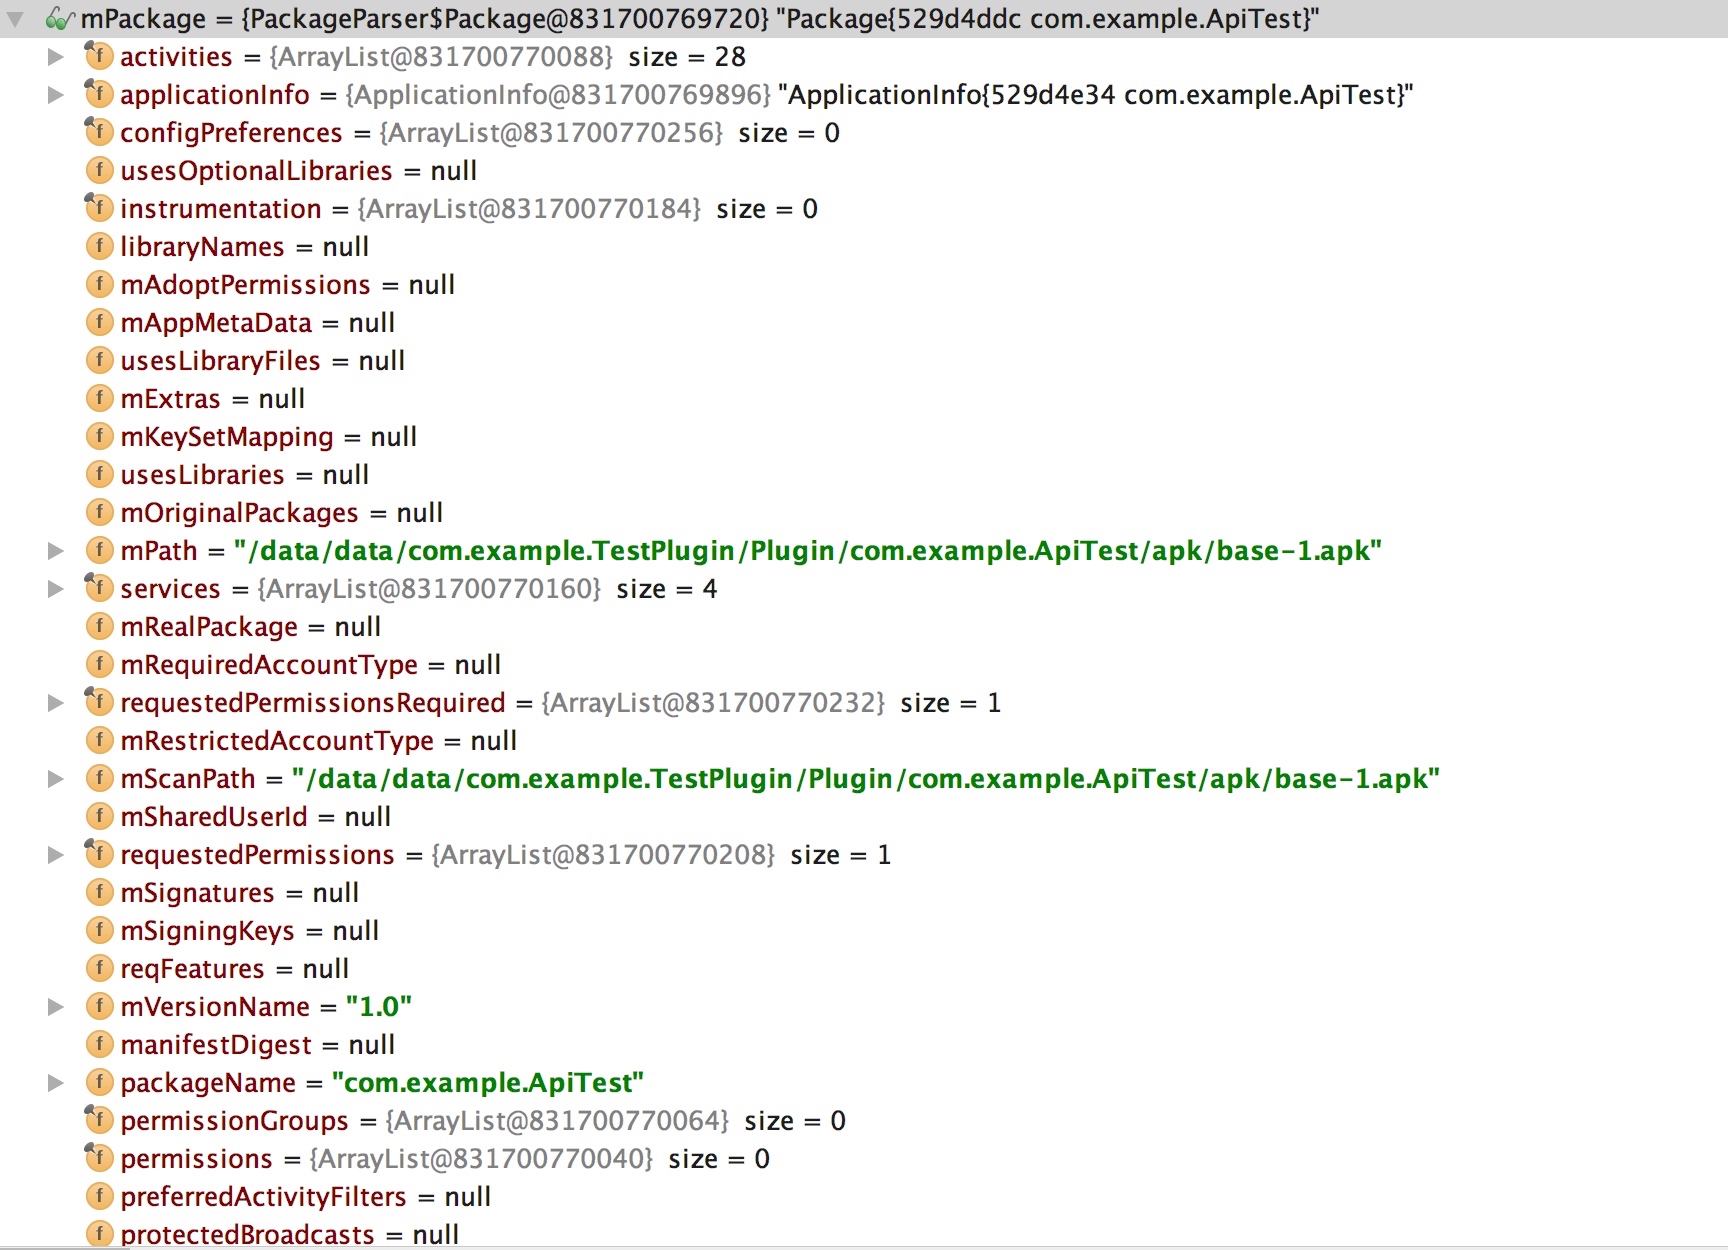 mPackage = {PackageParser$Package@831700769720} "Package{529d4ddc com.example.ApiTest}"
f activities = {ArrayList@831700770088} size = 28
f applicationInfo = {ApplicationInfo@831700769896} "ApplicationInfo{529d4e34 com.example.ApiTest}"
f configPreferences = {ArrayList@831700770256} size = 0
f usesOptionalLibraries = null
f instrumentation = {ArrayList@831700770184} size = 0
f libraryNames = null
f mAdoptPermissions = null
f mAppMetaData = null
f usesLibraryFiles = null
f mExtras = null
f mKeySetMapping = null
f usesLibraries = null
f mOriginalPackages = null
f mPath = "/data/data/com.example.TestPlugin/Plugin/com.example.ApiTest/apk/base-1.apk"
f services = {ArrayList@831700770160} size = 4
f mRealPackage = null
f mRequiredAccountType = null
f requestedPermissionsRequired = {ArrayList@831700770232} size = 1
f mRestrictedAccountType = null
f mScanPath = "/data/data/com.example.TestPlugin/Plugin/com.example.ApiTest/apk/base-1.apk"
f mSharedUserId = null
f requestedPermissions = {ArrayList@831700770208} size = 1
f mSignatures = null
f mSigningKeys = null
f reqFeatures = null
f mVersionName = "1.0"
f manifestDigest = null
f packageName = "com.example.ApiTest"
f permissionGroups = {ArrayList@831700770064} size = 0
f permissions = {ArrayList@831700770040} size = 0
f preferredActivityFilters = null
f protectedBroadcasts = null